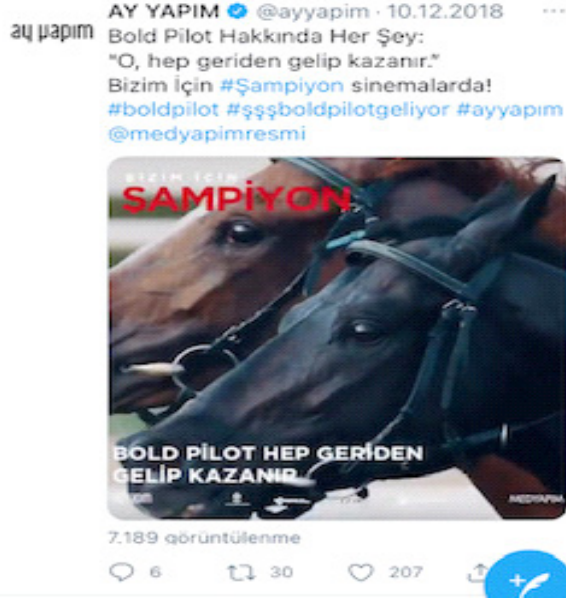 ay yapım
AY YAPIM @ayyapim · 10.12.2018
Bold Pilot Hakkında Her Şey:
"O, hep geriden gelip kazanır."
Bizim İçin #Şampiyon sinemalarda!
#boldpilot #şşşboldpilotgeliyor #ayyapım
@medyapimresmi
BİZİM İÇİN
ŞAMPİYON
BOLD PİLOT HEP GERİDEN
GELİP KAZANIR
MEDYAPIM
7.189 görüntülenme
6 30 207